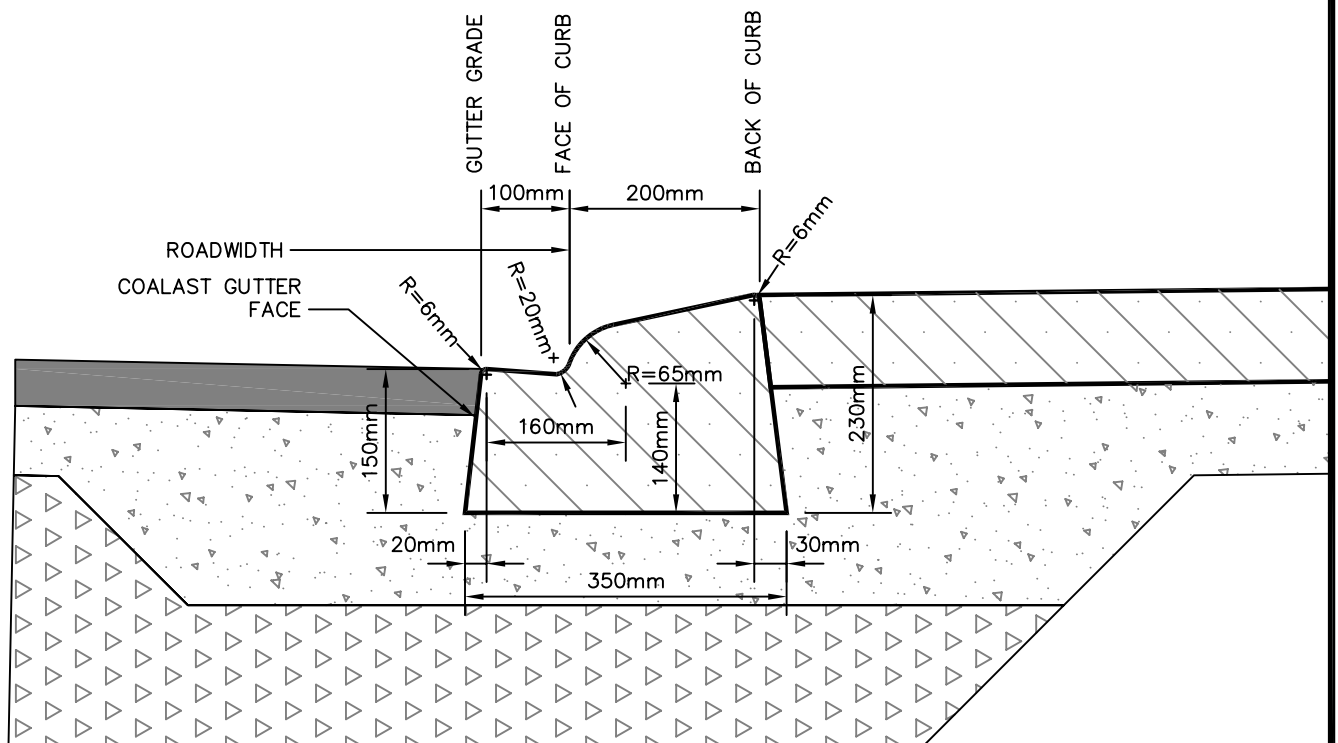 GUTTER GRADE
FACE OF CURB
BACK OF CURB
100mm
200mm
ROADWIDTH
COALAST GUTTER
FACE
R=6mm
R=20mm
R=6mm
R=65mm
150mm
160mm
140mm
230mm
20mm
30mm
350mm